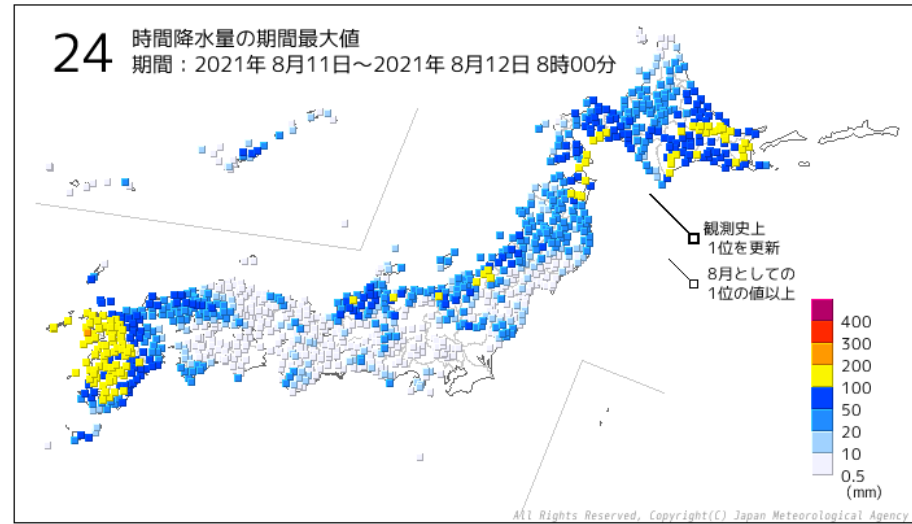 24 時間降水量の期間最大値
期間：2021年 8月11日～2021年 8月12日 8時00分
観測史上
1位を更新
8月としての
1位の値以上
400
300
200
100
50
20
10
0.5
(mm)
All Rights Reserved, Copyright(C) Japan Meteorological Agency